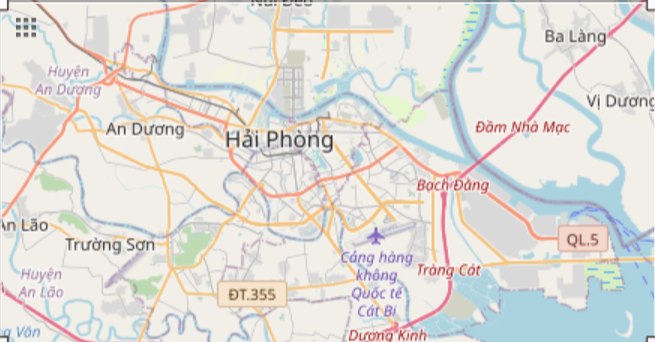 Núi Đèo
Ba Làng
Huyện
An Dương
Vị Dương
An Dương
Hải Phòng
Đầm Nhà Mạc
Bạch Đằng
An Lão
Trường Sơn
QL.5
Cảng hàng
không
Quốc tế
Cát Bi
Tràng Cát
Huyện
An Lão
ĐT.355
Dương Kinh
g Văn